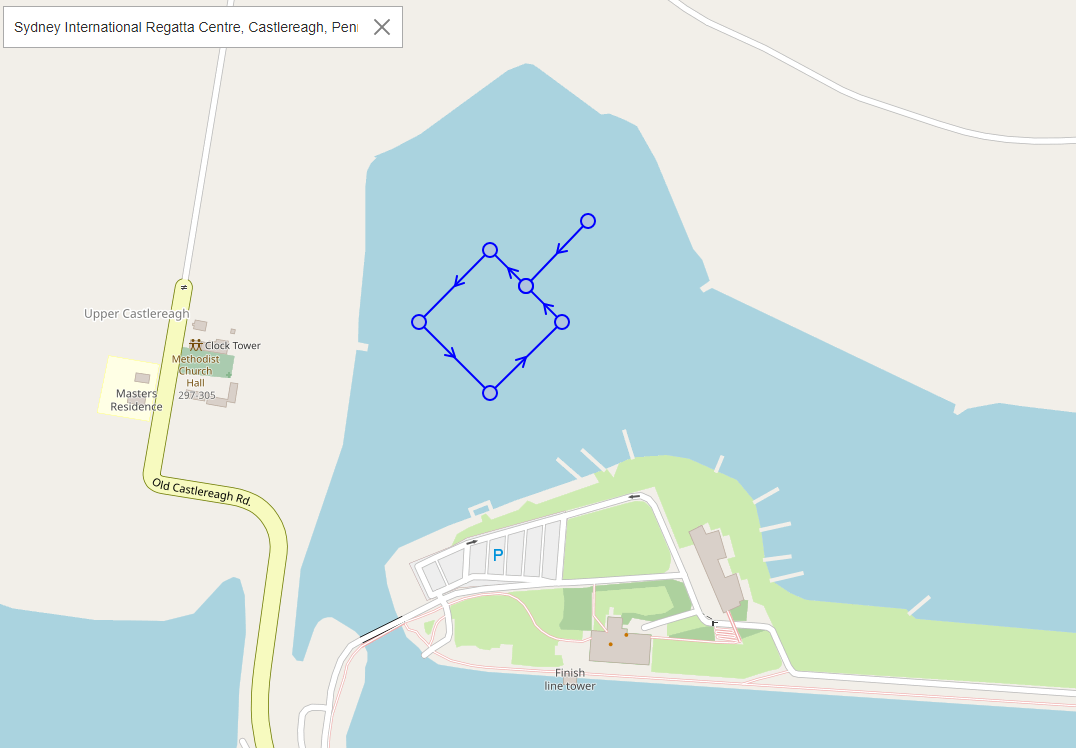 Sydney International Regatta Centre, Castlereagh, Pen
Upper Castlereagh
Clock Tower
Methodist
Church
Hall
297-305
Masters
Residence
Old Castlereagh Rd.
P
Finish
line tower